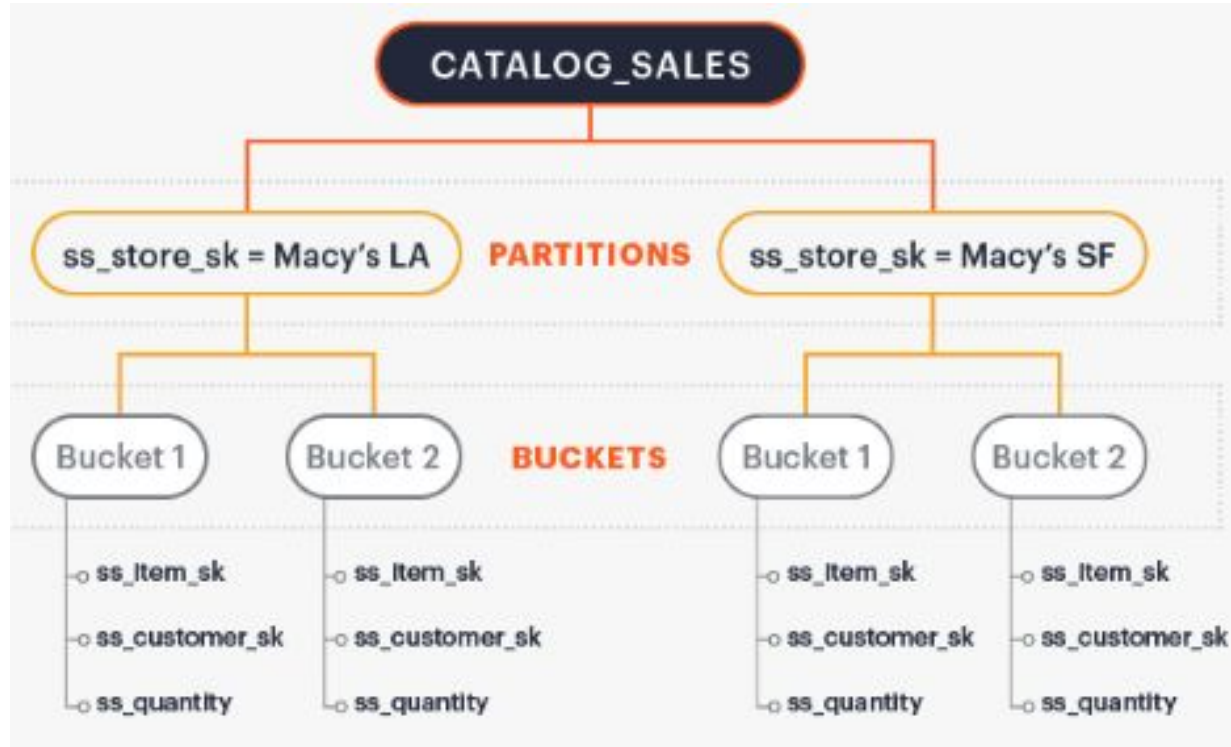 CATALOG_SALES
ss_store_sk = Macy's LA
PARTITIONS
ss_store_sk = Macy's SF
Bucket 1
Bucket 2
BUCKETS
Bucket 1
Bucket 2
ss_Item_sk
ss_Item_sk
ss_Item_sk
ss_Item_sk
ss_customer_sk
ss_customer_sk
ss_customer_sk
ss_customer_sk
ss_quantity
ss_quantity
ss_quantity
ss_quantity